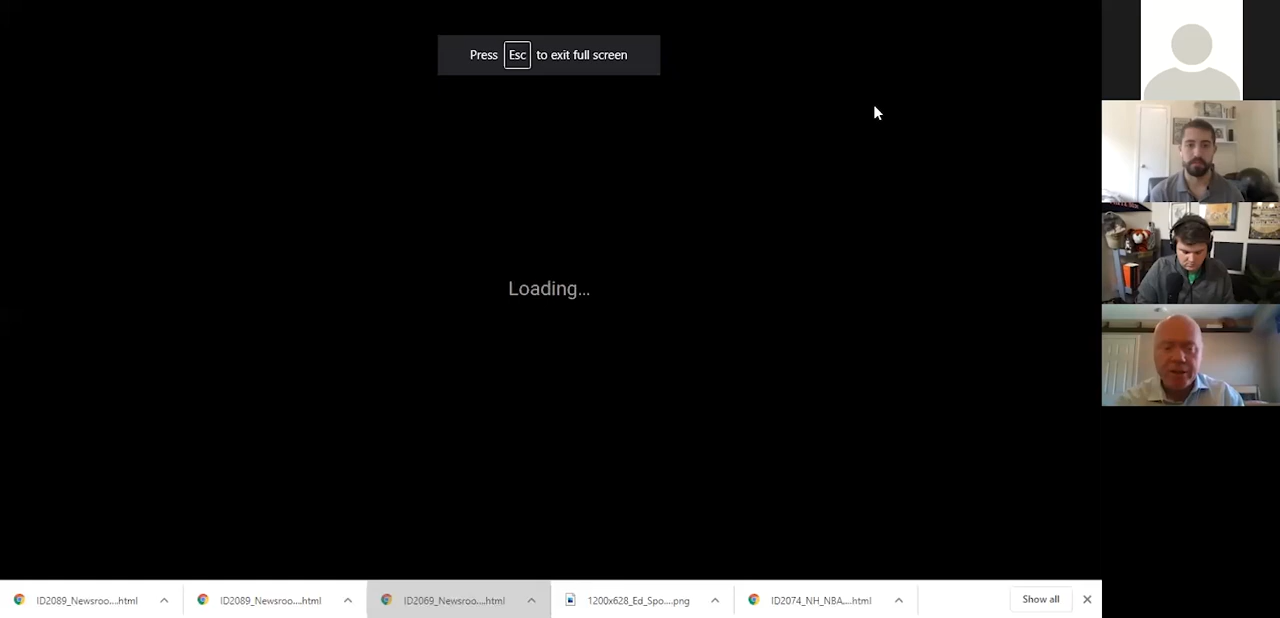 Press Esc to exit full screen
Loading...
ID2089_Newsroo....html
ID2089_Newsroo....html
ID2069_Newsroo....html
1200x628_Ed_Spo....png
ID2074_NH_NBA,...html
Show all